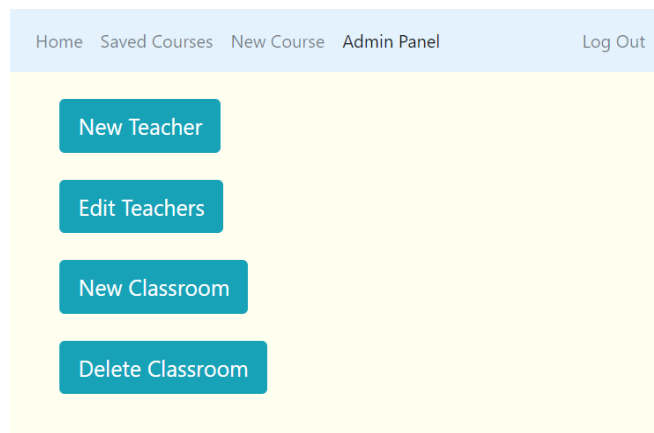 Home Saved Courses New Course Admin Panel Log Out
New Teacher
Edit Teachers
New Classroom
Delete Classroom